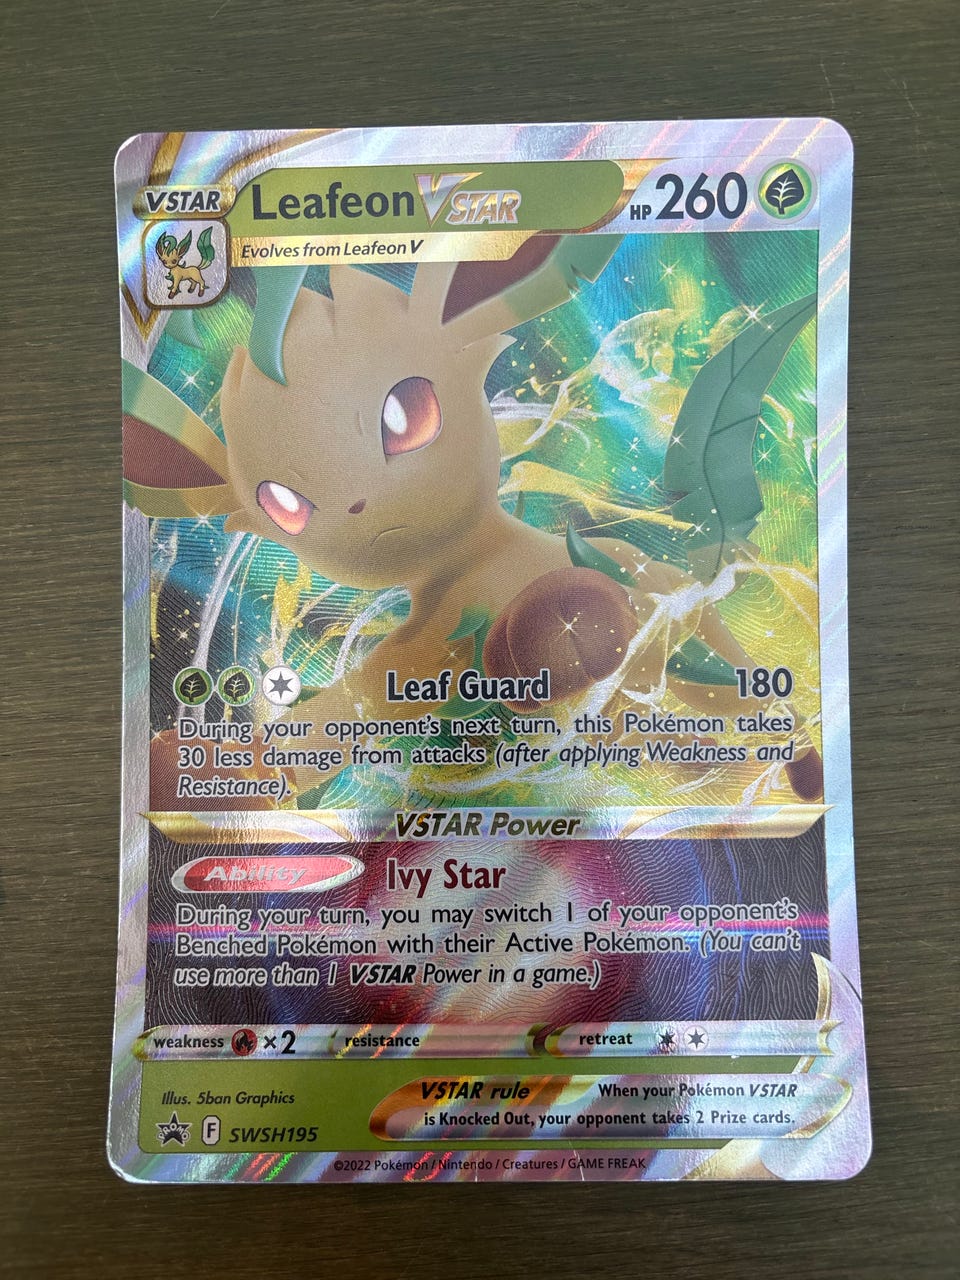 VSTAR
Leafeon VSTAR
HP 260
Evolves from Leafeon V
Leaf Guard 180
During your opponent's next turn, this Pokémon takes
30 less damage from attacks (after applying Weakness and
Resistance).
VSTAR Power
Ability Ivy Star
During your turn, you may switch 1 of your opponent's
Benched Pokémon with their Active Pokémon. (You can't
use more than 1 VSTAR Power in a game.)
weakness ×2 resistance retreat
Illus. 5ban Graphics
VSTAR rule When your Pokémon VSTAR
is Knocked Out, your opponent takes 2 Prize cards.
PROMO F SWSH195
©2022 Pokémon / Nintendo / Creatures / GAME FREAK